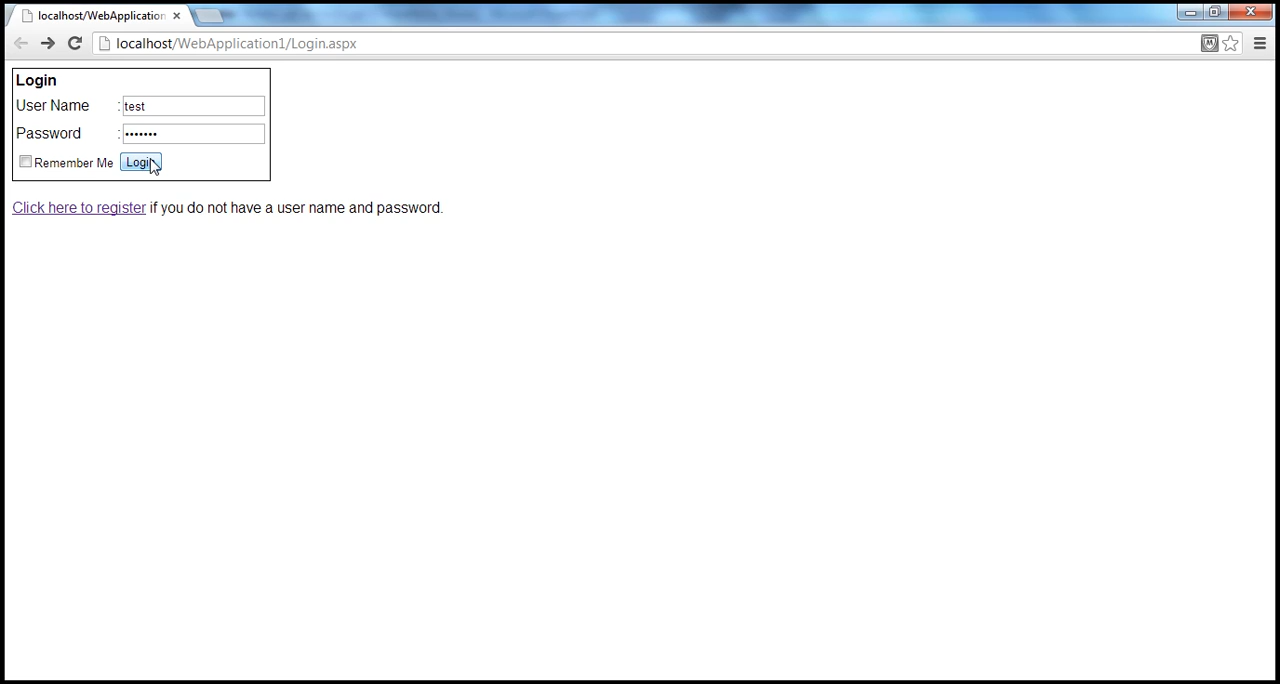 localhost/WebApplication
localhost/WebApplication1/Login.aspx
Login
User Name : test
Password : •••••••
Remember Me Login
Click here to register if you do not have a user name and password.